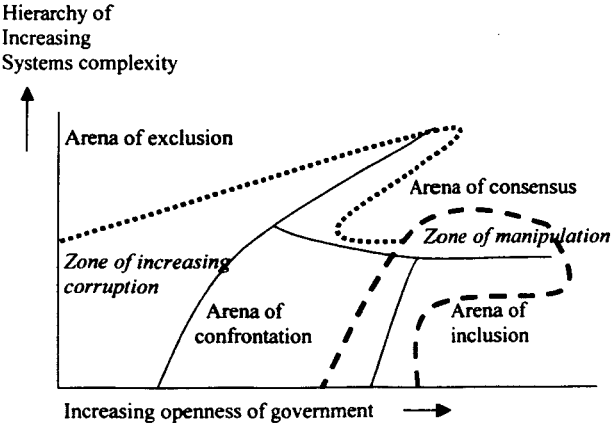 Hierarchy of
Increasing
Systems complexity
Arena of exclusion
Arena of consensus
Zone of manipulation
Zone of increasing
corruption
Arena of
confrontation
Arena of
inclusion
Increasing openness of government